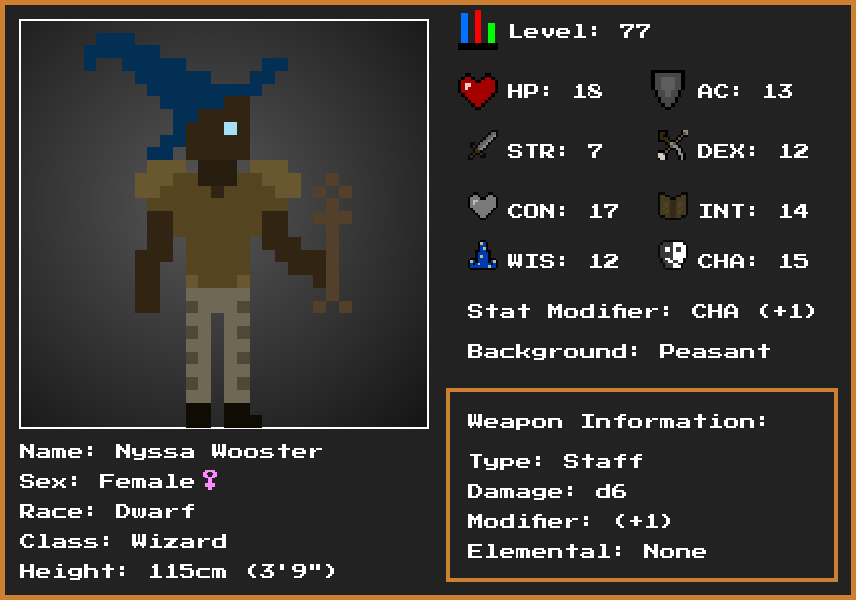 Level: 77
HP: 18 AC: 13
STR: 7 DEX: 12
CON: 17 INT: 14
WIS: 12 CHA: 15
Stat Modifier: CHA (+1)
Background: Peasant
Weapon Information:
Type: Staff
Damage: d6
Modifier: (+1)
Elemental: None
Name: Nyssa Wooster
Sex: Female♀
Race: Dwarf
Class: Wizard
Height: 115cm (3'9")